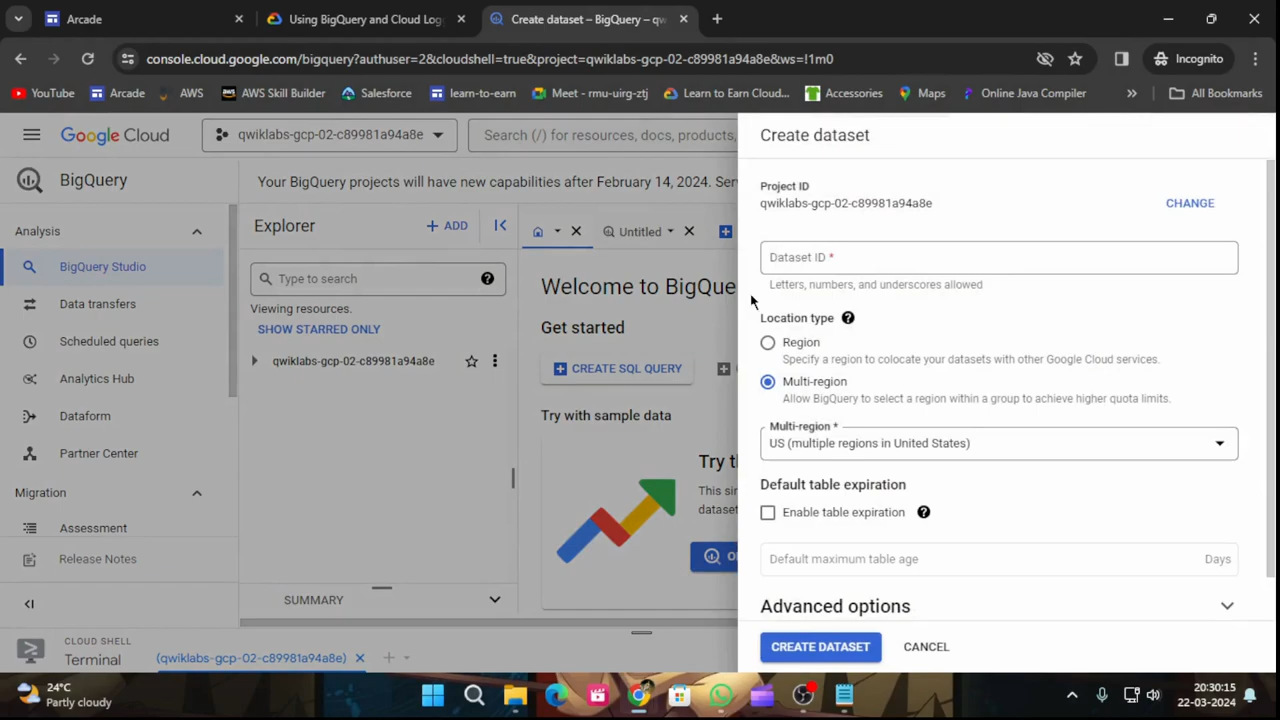 Arcade
Using BigQuery and Cloud Log
Create dataset – BigQuery – qw
console.cloud.google.com/bigquery?authuser=2&cloudshell=true&project=qwiklabs-gcp-02-c89981a94a8e&ws=!1m0
Incognito
YouTube
Arcade
AWS
AWS Skill Builder
Salesforce
learn-to-earn
Meet - rmu-uirg-ztj
Learn to Earn Cloud...
Accessories
Maps
Online Java Compiler
All Bookmarks
Google Cloud
qwiklabs-gcp-02-c89981a94a8e
Search (/) for resources, docs, products,
Create dataset
BigQuery
Your BigQuery projects will have new capabilities after February 14, 2024. Ser
Project ID
qwiklabs-gcp-02-c89981a94a8e
CHANGE
Analysis
Explorer
+ ADD
Untitled
BigQuery Studio
Data transfers
Scheduled queries
Analytics Hub
Dataform
Partner Center
Migration
Assessment
Release Notes
Type to search
Viewing resources.
SHOW STARRED ONLY
qwiklabs-gcp-02-c89981a94a8e
SUMMARY
Welcome to BigQue
Get started
CREATE SQL QUERY
Try with sample data
Try th
This sin
dataset
Dataset ID *
Letters, numbers, and underscores allowed
Location type
Region
Specify a region to colocate your datasets with other Google Cloud services.
Multi-region
Allow BigQuery to select a region within a group to achieve higher quota limits.
Multi-region *
US (multiple regions in United States)
Default table expiration
Enable table expiration
Default maximum table age
Days
Advanced options
CREATE DATASET
CANCEL
CLOUD SHELL
Terminal
(qwiklabs-gcp-02-c89981a94a8e)
24°C
Partly cloudy
20:30:15
22-03-2024